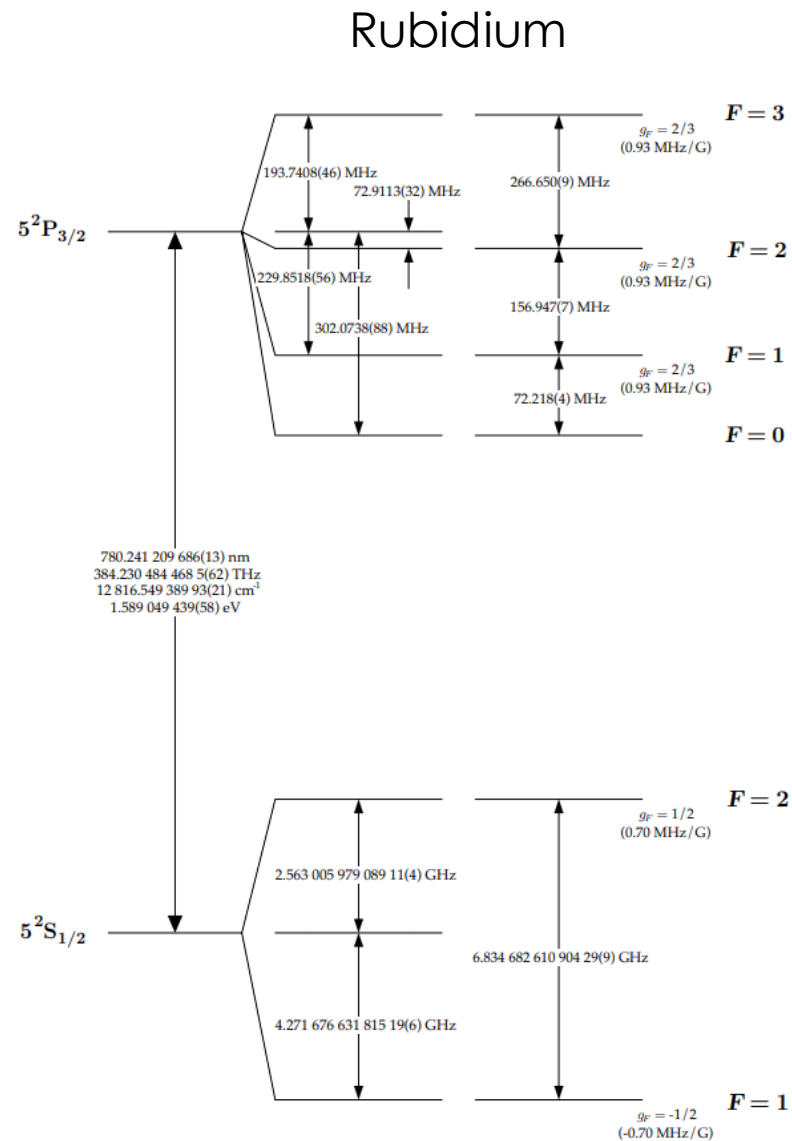 Rubidium
F = 3
g_F = 2/3
(0.93 MHz/G)
193.7408(46) MHz
72.9113(32) MHz
266.650(9) MHz
5²P₃/₂
F = 2
g_F = 2/3
(0.93 MHz/G)
229.8518(56) MHz
156.947(7) MHz
302.0738(88) MHz
F = 1
g_F = 2/3
(0.93 MHz/G)
72.218(4) MHz
F = 0
780.241 209 686(13) nm
384.230 484 468 5(62) THz
12 816.549 389 93(21) cm⁻¹
1.589 049 439(58) eV
F = 2
g_F = 1/2
(0.70 MHz/G)
2.563 005 979 089 11(4) GHz
5²S₁/₂
6.834 682 610 904 29(9) GHz
4.271 676 631 815 19(6) GHz
F = 1
g_F = -1/2
(-0.70 MHz/G)